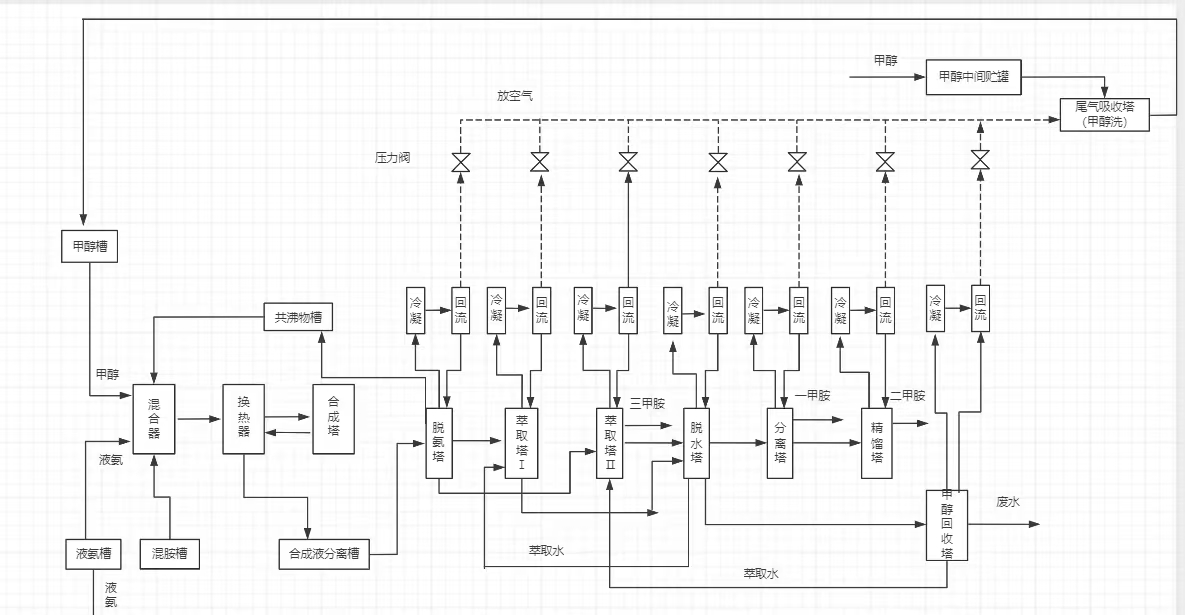 甲醇
甲醇中间贮罐
放空气
尾气吸收塔
（甲醇洗）
压力阀
甲醇槽
冷凝
回流
冷凝
回流
冷凝
回流
冷凝
回流
冷凝
回流
冷凝
回流
冷凝
回流
共沸物槽
甲醇
混合器
换热器
合成塔
三甲胺
一甲胺
二甲胺
脱氨塔
萃取塔Ⅰ
萃取塔Ⅱ
脱水塔
分离塔
精馏塔
液氨
甲醇回收塔
废水
液氨槽
混胺槽
合成液分离槽
萃取水
萃取水
液氨